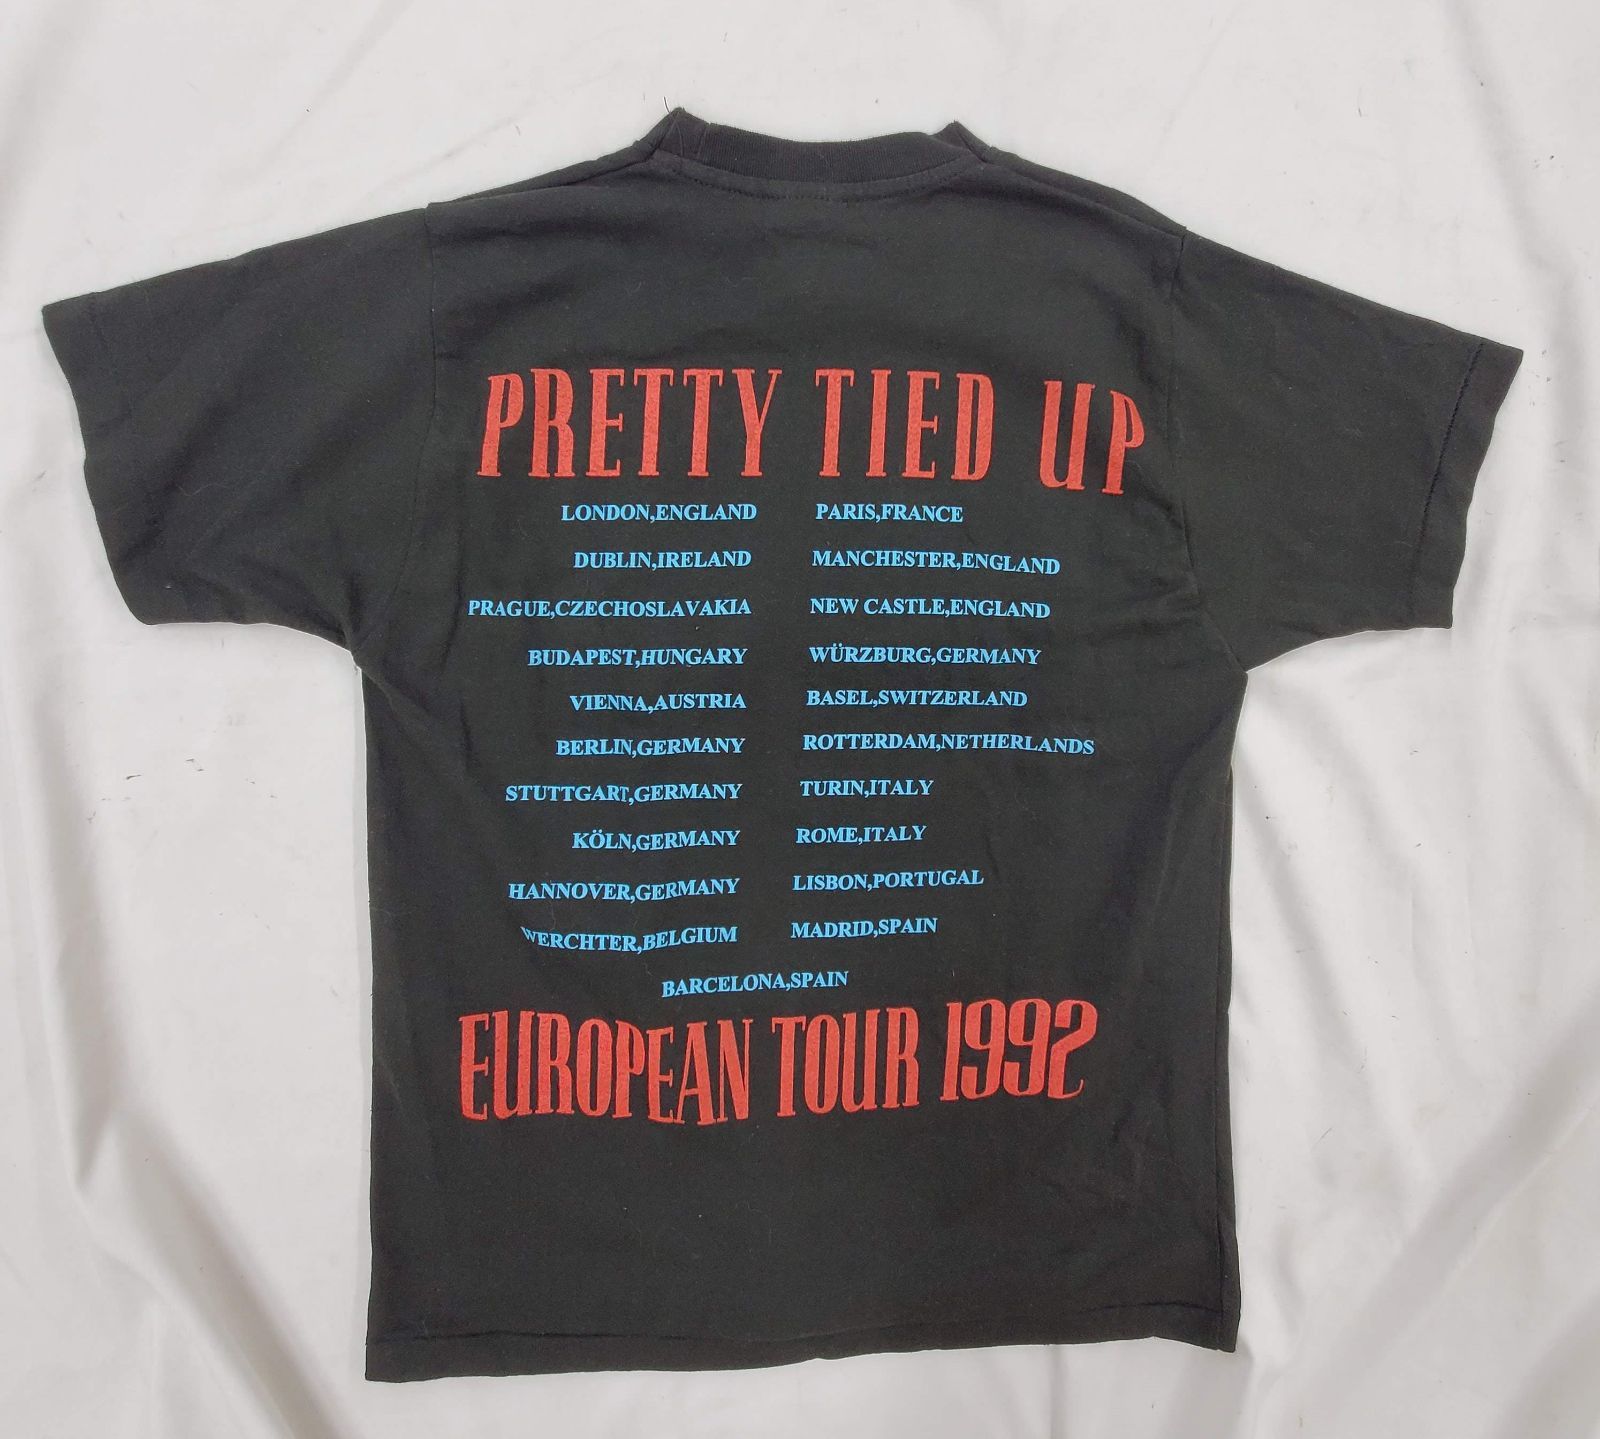 PRETTY TIED UP
LONDON,ENGLAND
DUBLIN,IRELAND
PRAGUE,CZECHOSLAVAKIA
BUDAPEST,HUNGARY
VIENNA,AUSTRIA
BERLIN,GERMANY
STUTTGART,GERMANY
KÖLN,GERMANY
HANNOVER,GERMANY
WERCHTER,BELGIUM
PARIS,FRANCE
MANCHESTER,ENGLAND
NEW CASTLE,ENGLAND
WÜRZBURG,GERMANY
BASEL,SWITZERLAND
ROTTERDAM,NETHERLANDS
TURIN,ITALY
ROME,ITALY
LISBON,PORTUGAL
MADRID,SPAIN
BARCELONA,SPAIN
EUROPEAN TOUR 1992